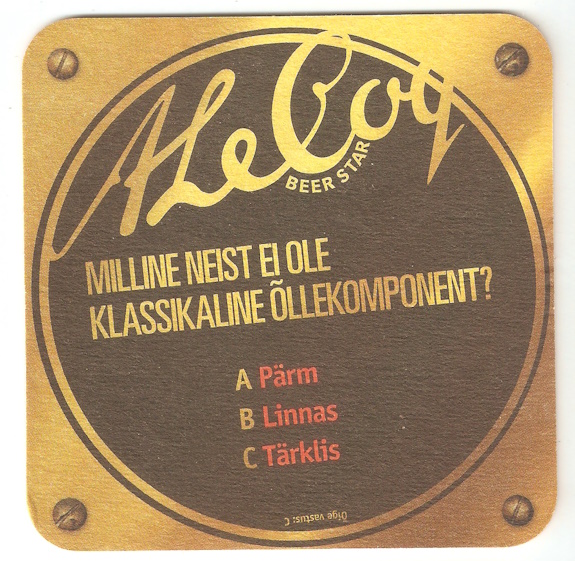 A Le Coq
BEER STAR
MILLINE NEIST EI OLE
KLASSIKALINE ÕLLEKOMPONENT?
A Pärm
B Linnas
C Tärklis
Õige vastus: C